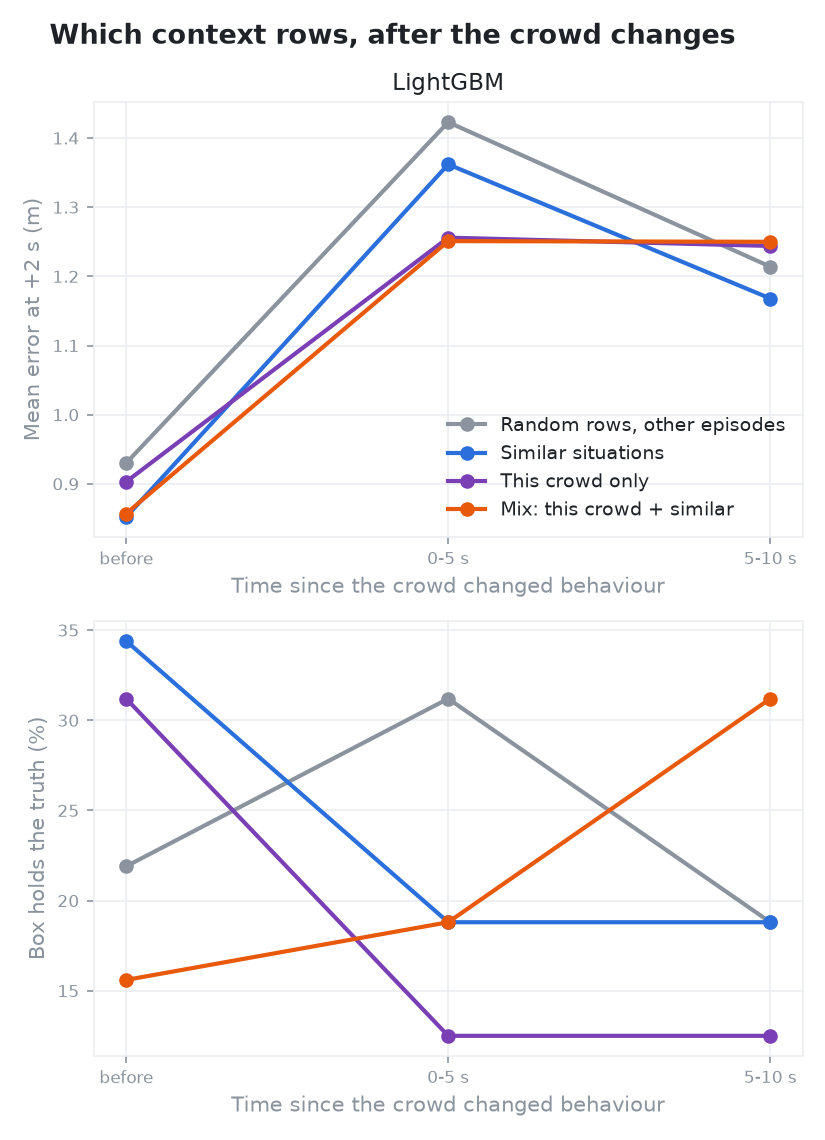 Which context rows, after the crowd changes
LightGBM
Mean error at +2 s (m)
1.4
1.3
1.2
1.1
1.0
0.9
Random rows, other episodes
Similar situations
This crowd only
Mix: this crowd + similar
before
0-5 s
5-10 s
Time since the crowd changed behaviour
Box holds the truth (%)
35
30
25
20
15
before
0-5 s
5-10 s
Time since the crowd changed behaviour